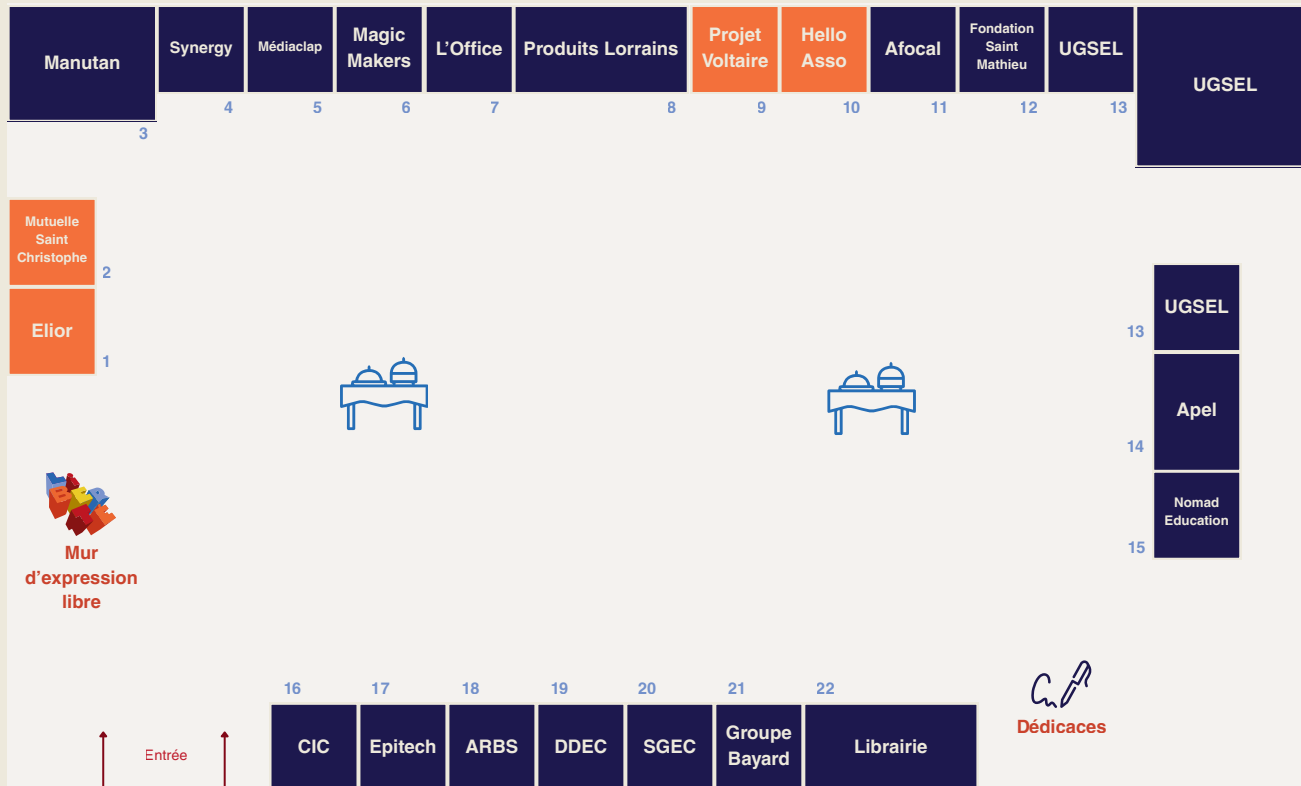 Manutan
3
Synergy
4
Médiaclap
5
Magic
Makers
6
L'Office
7
Produits Lorrains
8
Projet
Voltaire
9
Hello
Asso
10
Afocal
11
Fondation
Saint
Mathieu
12
UGSEL
13
UGSEL
Mutuelle
Saint
Christophe
2
Elior
1
UGSEL
13
Apel
14
Nomad
Education
15
LIBERTE
Mur
d'expression
libre
Entrée
16
CIC
17
Epitech
18
ARBS
19
DDEC
20
SGEC
21
Groupe
Bayard
22
Librairie
Dédicaces